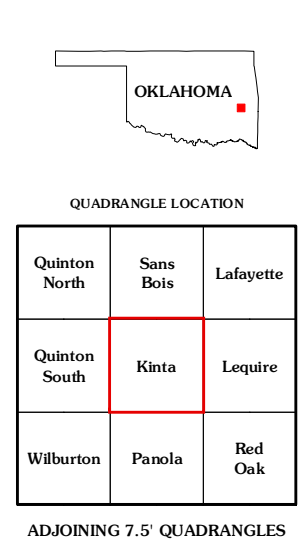 OKLAHOMA
QUADRANGLE LOCATION
Quinton
North
Sans
Bois
Lafayette
Quinton
South
Kinta
Lequire
Wilburton
Panola
Red
Oak
ADJOINING 7.5' QUADRANGLES